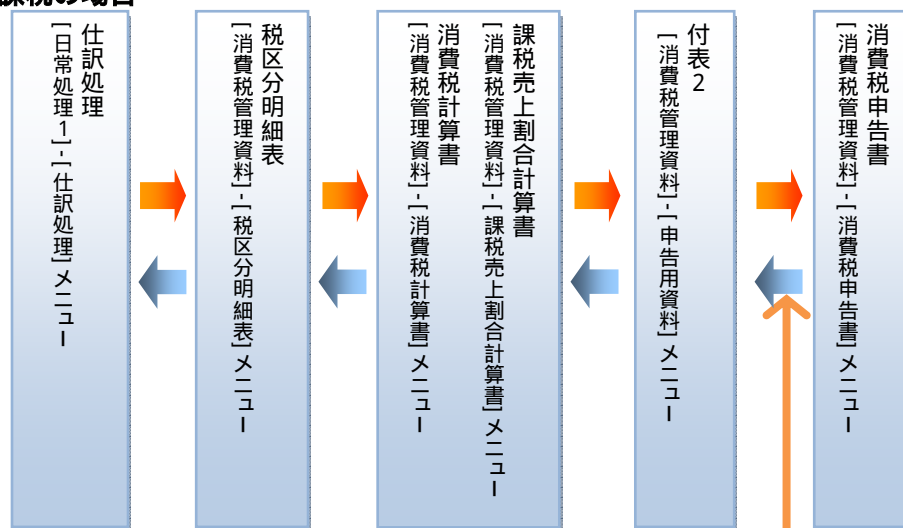 課税の場合
仕訳処理
[日常処理1]-[仕訳処理]メニュー
税区分明細表
[消費税管理資料]-[税区分明細表]メニュー
課税売上割合計算書
[消費税管理資料]-[課税売上割合計算書]メニュー
消費税計算書
[消費税管理資料]-[消費税計算書]メニュー
付表2
[消費税管理資料]-[申告用資料]メニュー
消費税申告書
[消費税管理資料]-[消費税申告書]メニュー